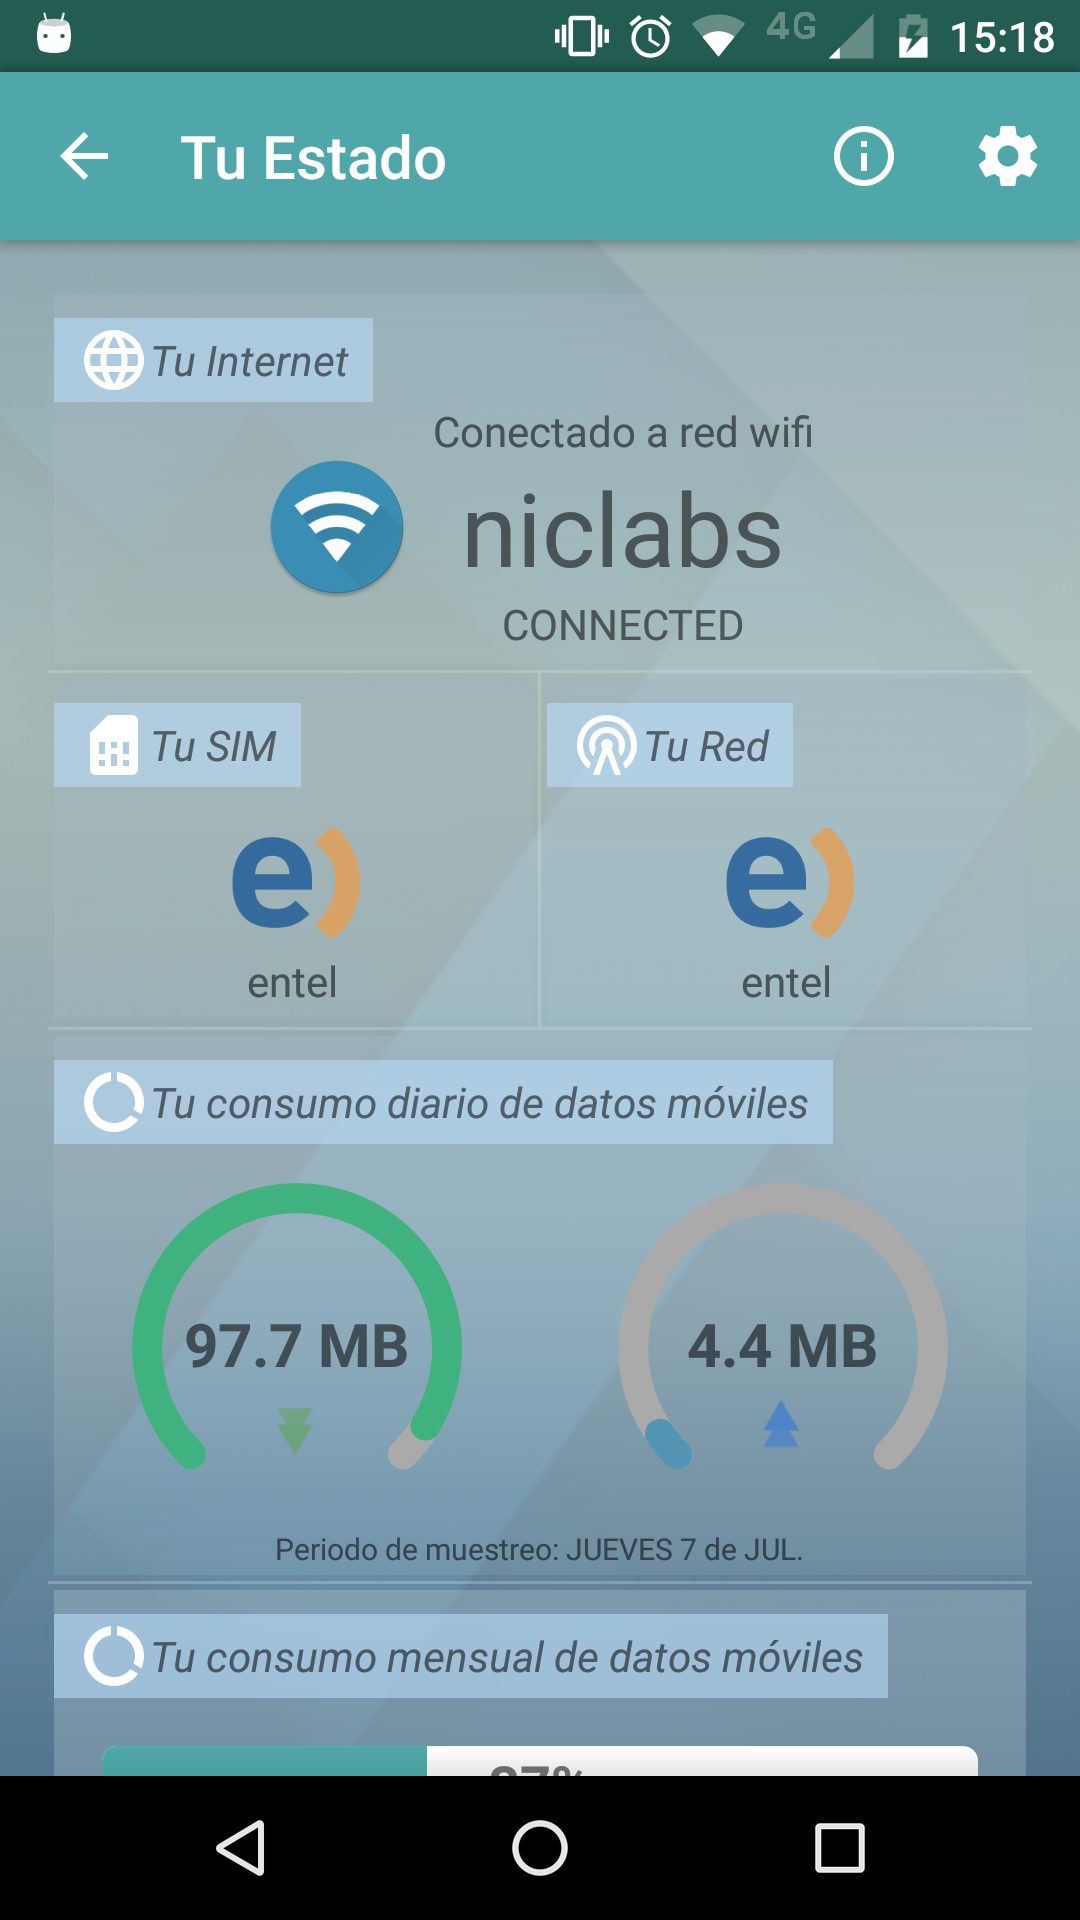 4G 15:18
Tu Estado
Tu Internet
Conectado a red wifi
niclabs
CONNECTED
Tu SIM
Tu Red
e)
e)
entel
entel
Tu consumo diario de datos móviles
97.7 MB
4.4 MB
Periodo de muestreo: JUEVES 7 de JUL.
Tu consumo mensual de datos móviles